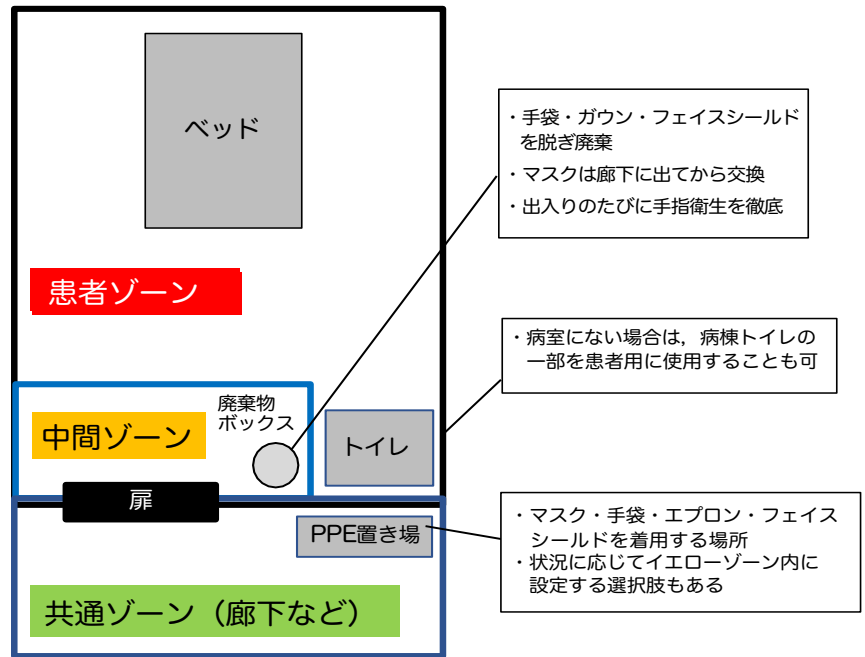 ベッド
・手袋・ガウン・フェイスシールド
を脱ぎ廃棄
・マスクは廊下に出てから交換
・出入りのたびに手指衛生を徹底
患者ゾーン
・病室にない場合は，病棟トイレの
一部を患者用に使用することも可
廃棄物
ボックス
中間ゾーン
トイレ
扉
PPE置き場
・マスク・手袋・エプロン・フェイス
シールドを着用する場所
・状況に応じてイエローゾーン内に
設定する選択肢もある
共通ゾーン（廊下など）